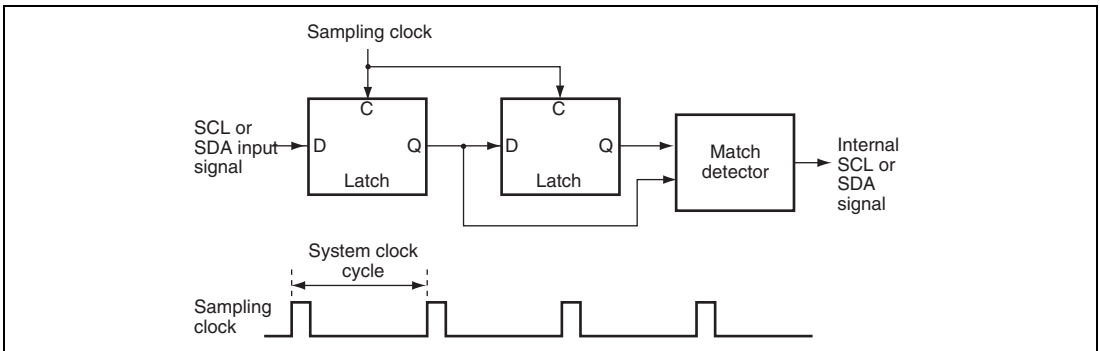 Sampling clock
C
C
SCL or
SDA input
signal
D
Q
D
Q
Latch
Latch
Match
detector
Internal
SCL or
SDA
signal
System clock
cycle
Sampling
clock